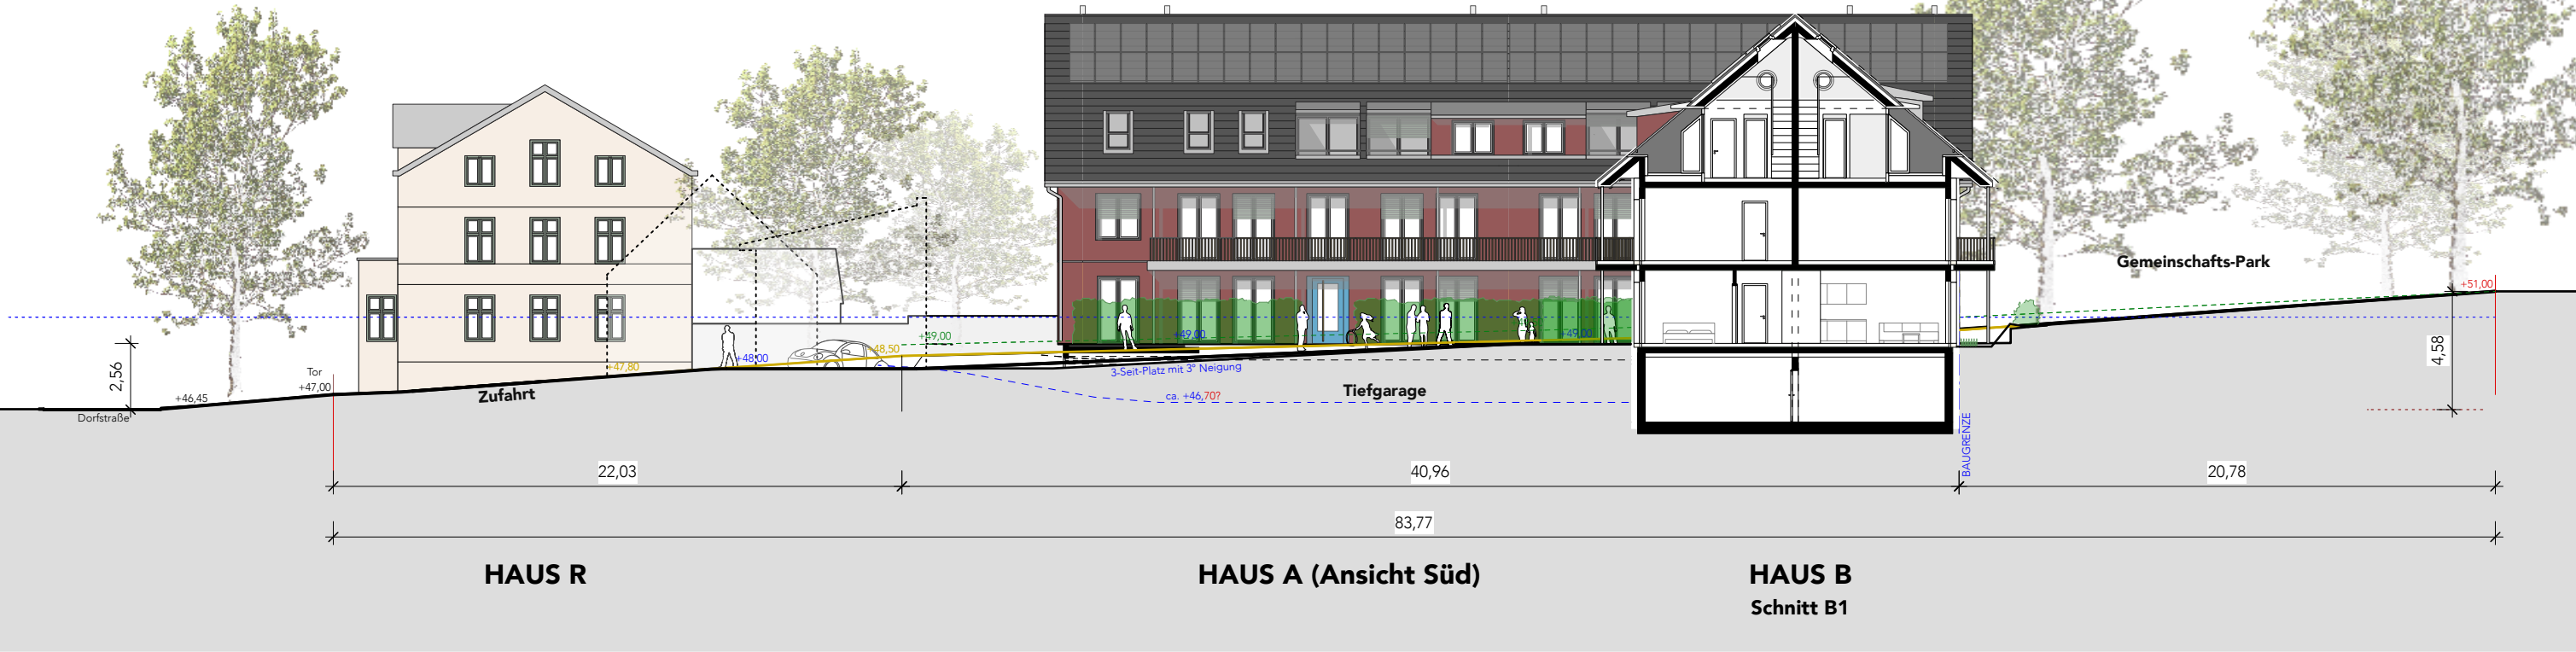 Gemeinschafts-Park
+51,00
+49,00
+49,00
+49,00
+48,50
+48,00
+47,80
2,56
4,58
Tor
+47,00
+46,45
Dorfstraße
Zufahrt
3-Seit-Platz mit 3° Neigung
ca. +46,70?
Tiefgarage
BAUGRENZE
22,03
40,96
20,78
83,77
HAUS R
HAUS A (Ansicht Süd)
HAUS B
Schnitt B1